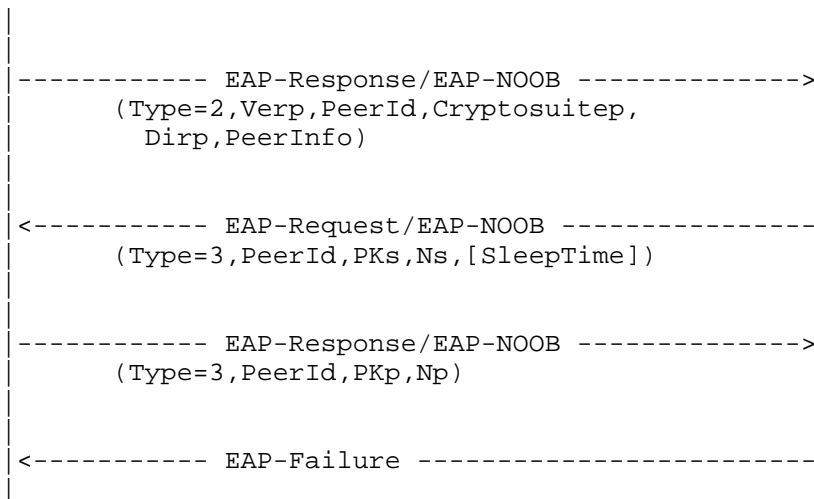 ------------ EAP-Response/EAP-NOOB -------------->
(Type=2,Verp,PeerId,Cryptosuitep,
Dirp,PeerInfo)
<----------- EAP-Request/EAP-NOOB ----------------
(Type=3,PeerId,PKs,Ns,[SleepTime])
------------ EAP-Response/EAP-NOOB -------------->
(Type=3,PeerId,PKp,Np)
<----------- EAP-Failure -------------------------